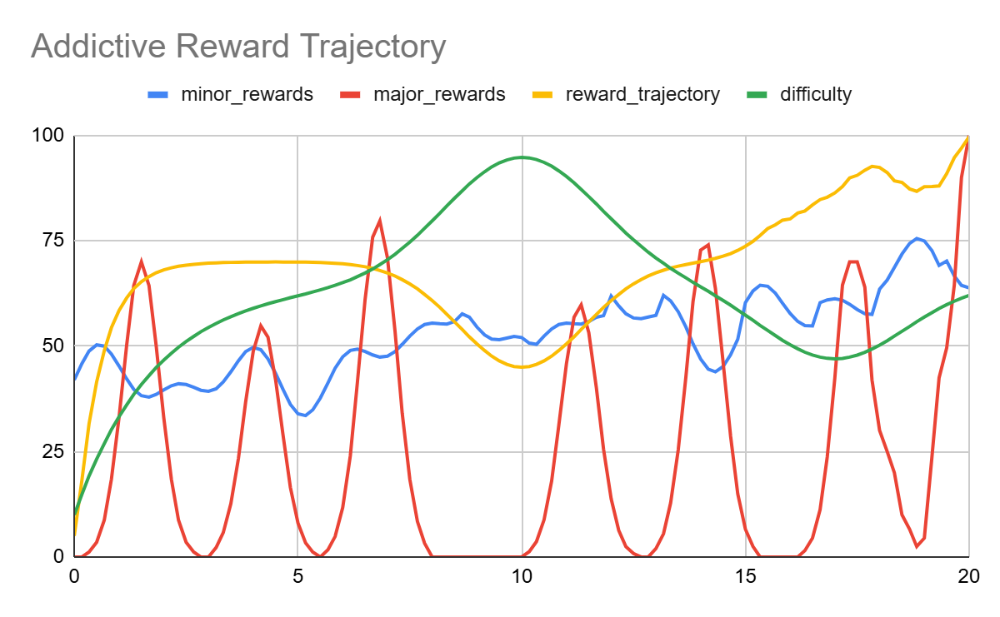 Addictive Reward Trajectory
minor_rewards major_rewards reward_trajectory difficulty
100
75
50
25
0
0 5 10 15 20